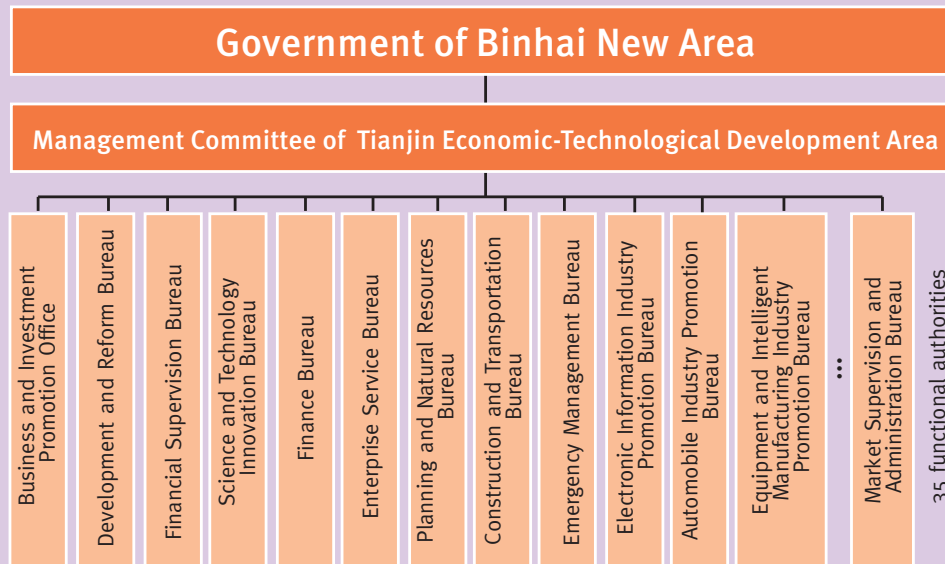 Government of Binhai New Area
Management Committee of Tianjin Economic-Technological Development Area
Business and Investment
Promotion Office
Development and Reform Bureau
Financial Supervision Bureau
Science and Technology
Innovation Bureau
Finance Bureau
Enterprise Service Bureau
Planning and Natural Resources
Bureau
Construction and Transportation
Bureau
Emergency Management Bureau
Electronic Information Industry
Promotion Bureau
Automobile Industry Promotion
Bureau
Equipment and Intelligent
Manufacturing Industry
Promotion Bureau
...
Market Supervision and
Administration Bureau
35 functional authorities